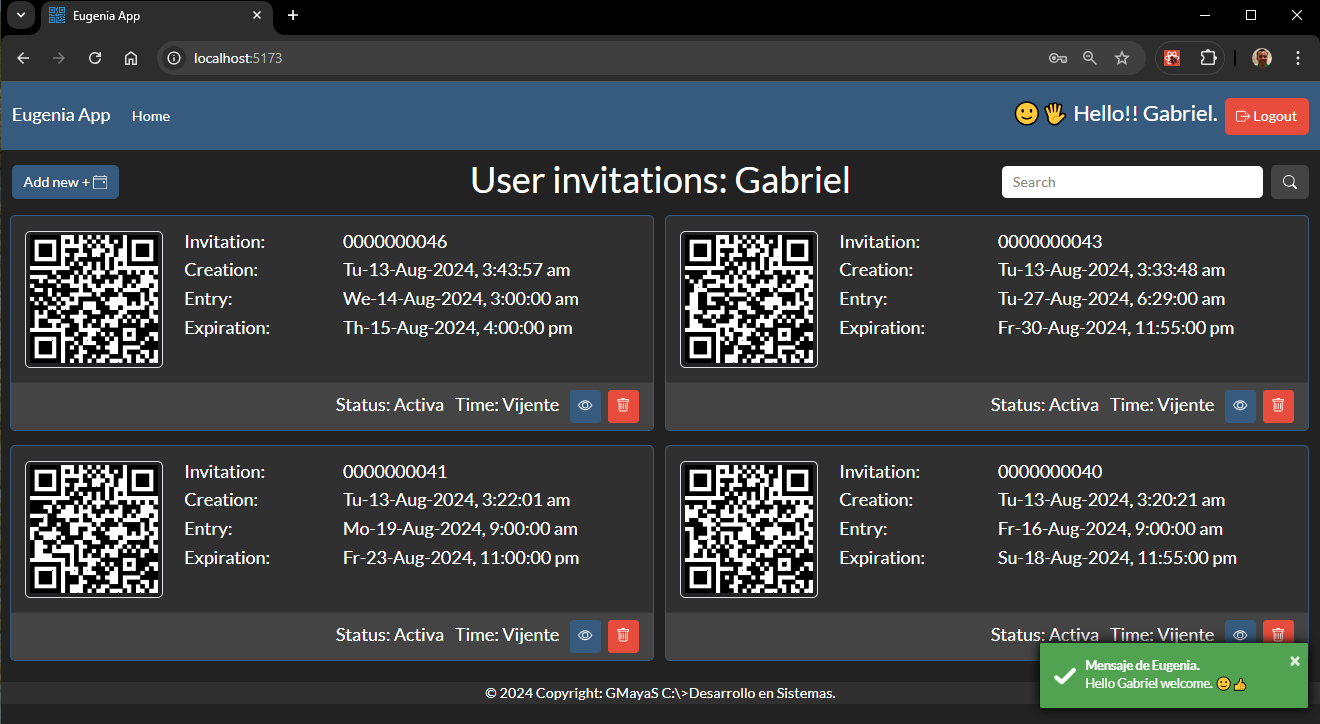 Eugenia App
localhost:5173
Eugenia App Home 🙂🖐 Hello!! Gabriel. Logout
Add new + User invitations: Gabriel Search
Invitation: 0000000046
Creation: Tu-13-Aug-2024, 3:43:57 am
Entry: We-14-Aug-2024, 3:00:00 am
Expiration: Th-15-Aug-2024, 4:00:00 pm
Status: Activa Time: Vijente
Invitation: 0000000043
Creation: Tu-13-Aug-2024, 3:33:48 am
Entry: Tu-27-Aug-2024, 6:29:00 am
Expiration: Fr-30-Aug-2024, 11:55:00 pm
Status: Activa Time: Vijente
Invitation: 0000000041
Creation: Tu-13-Aug-2024, 3:22:01 am
Entry: Mo-19-Aug-2024, 9:00:00 am
Expiration: Fr-23-Aug-2024, 11:00:00 pm
Status: Activa Time: Vijente
Invitation: 0000000040
Creation: Tu-13-Aug-2024, 3:20:21 am
Entry: Fr-16-Aug-2024, 9:00:00 am
Expiration: Su-18-Aug-2024, 11:55:00 pm
Status: Activa Time: Vijente
Mensaje de Eugenia.
Hello Gabriel welcome. 🙂👍
© 2024 Copyright: GMayaS C:\>Desarrollo en Sistemas.